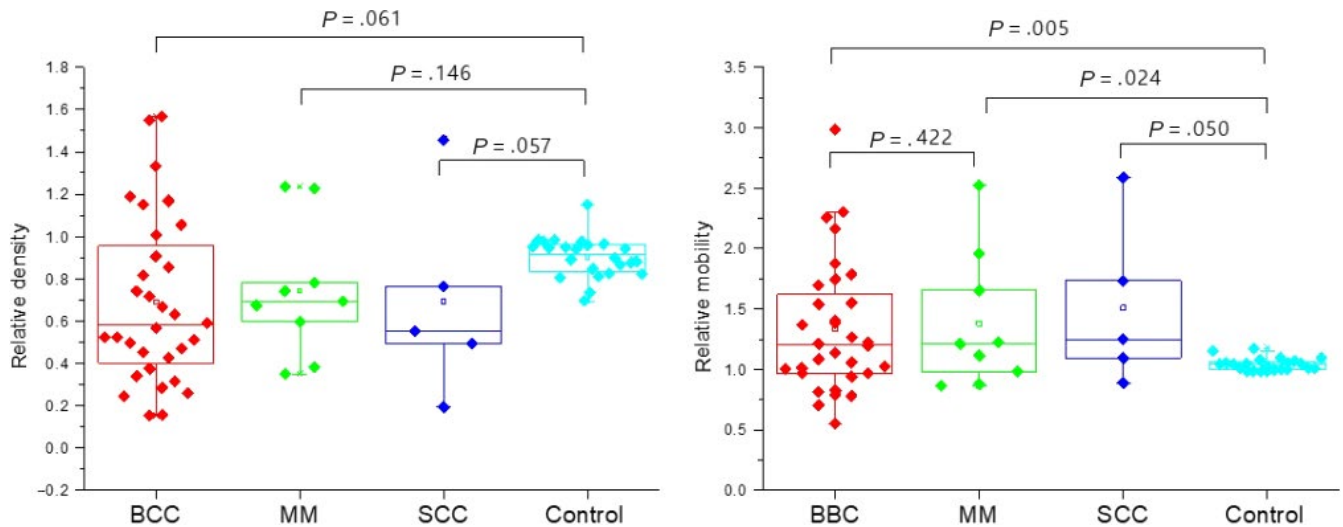 P = .061
P = .146
P = .057
Relative density
1.8
1.6
1.4
1.2
1.0
0.8
0.6
0.4
0.2
0.0
–0.2
BCC MM SCC Control
P = .005
P = .024
P = .422
P = .050
Relative mobility
3.5
3.0
2.5
2.0
1.5
1.0
0.5
0.0
BBC MM SCC Control